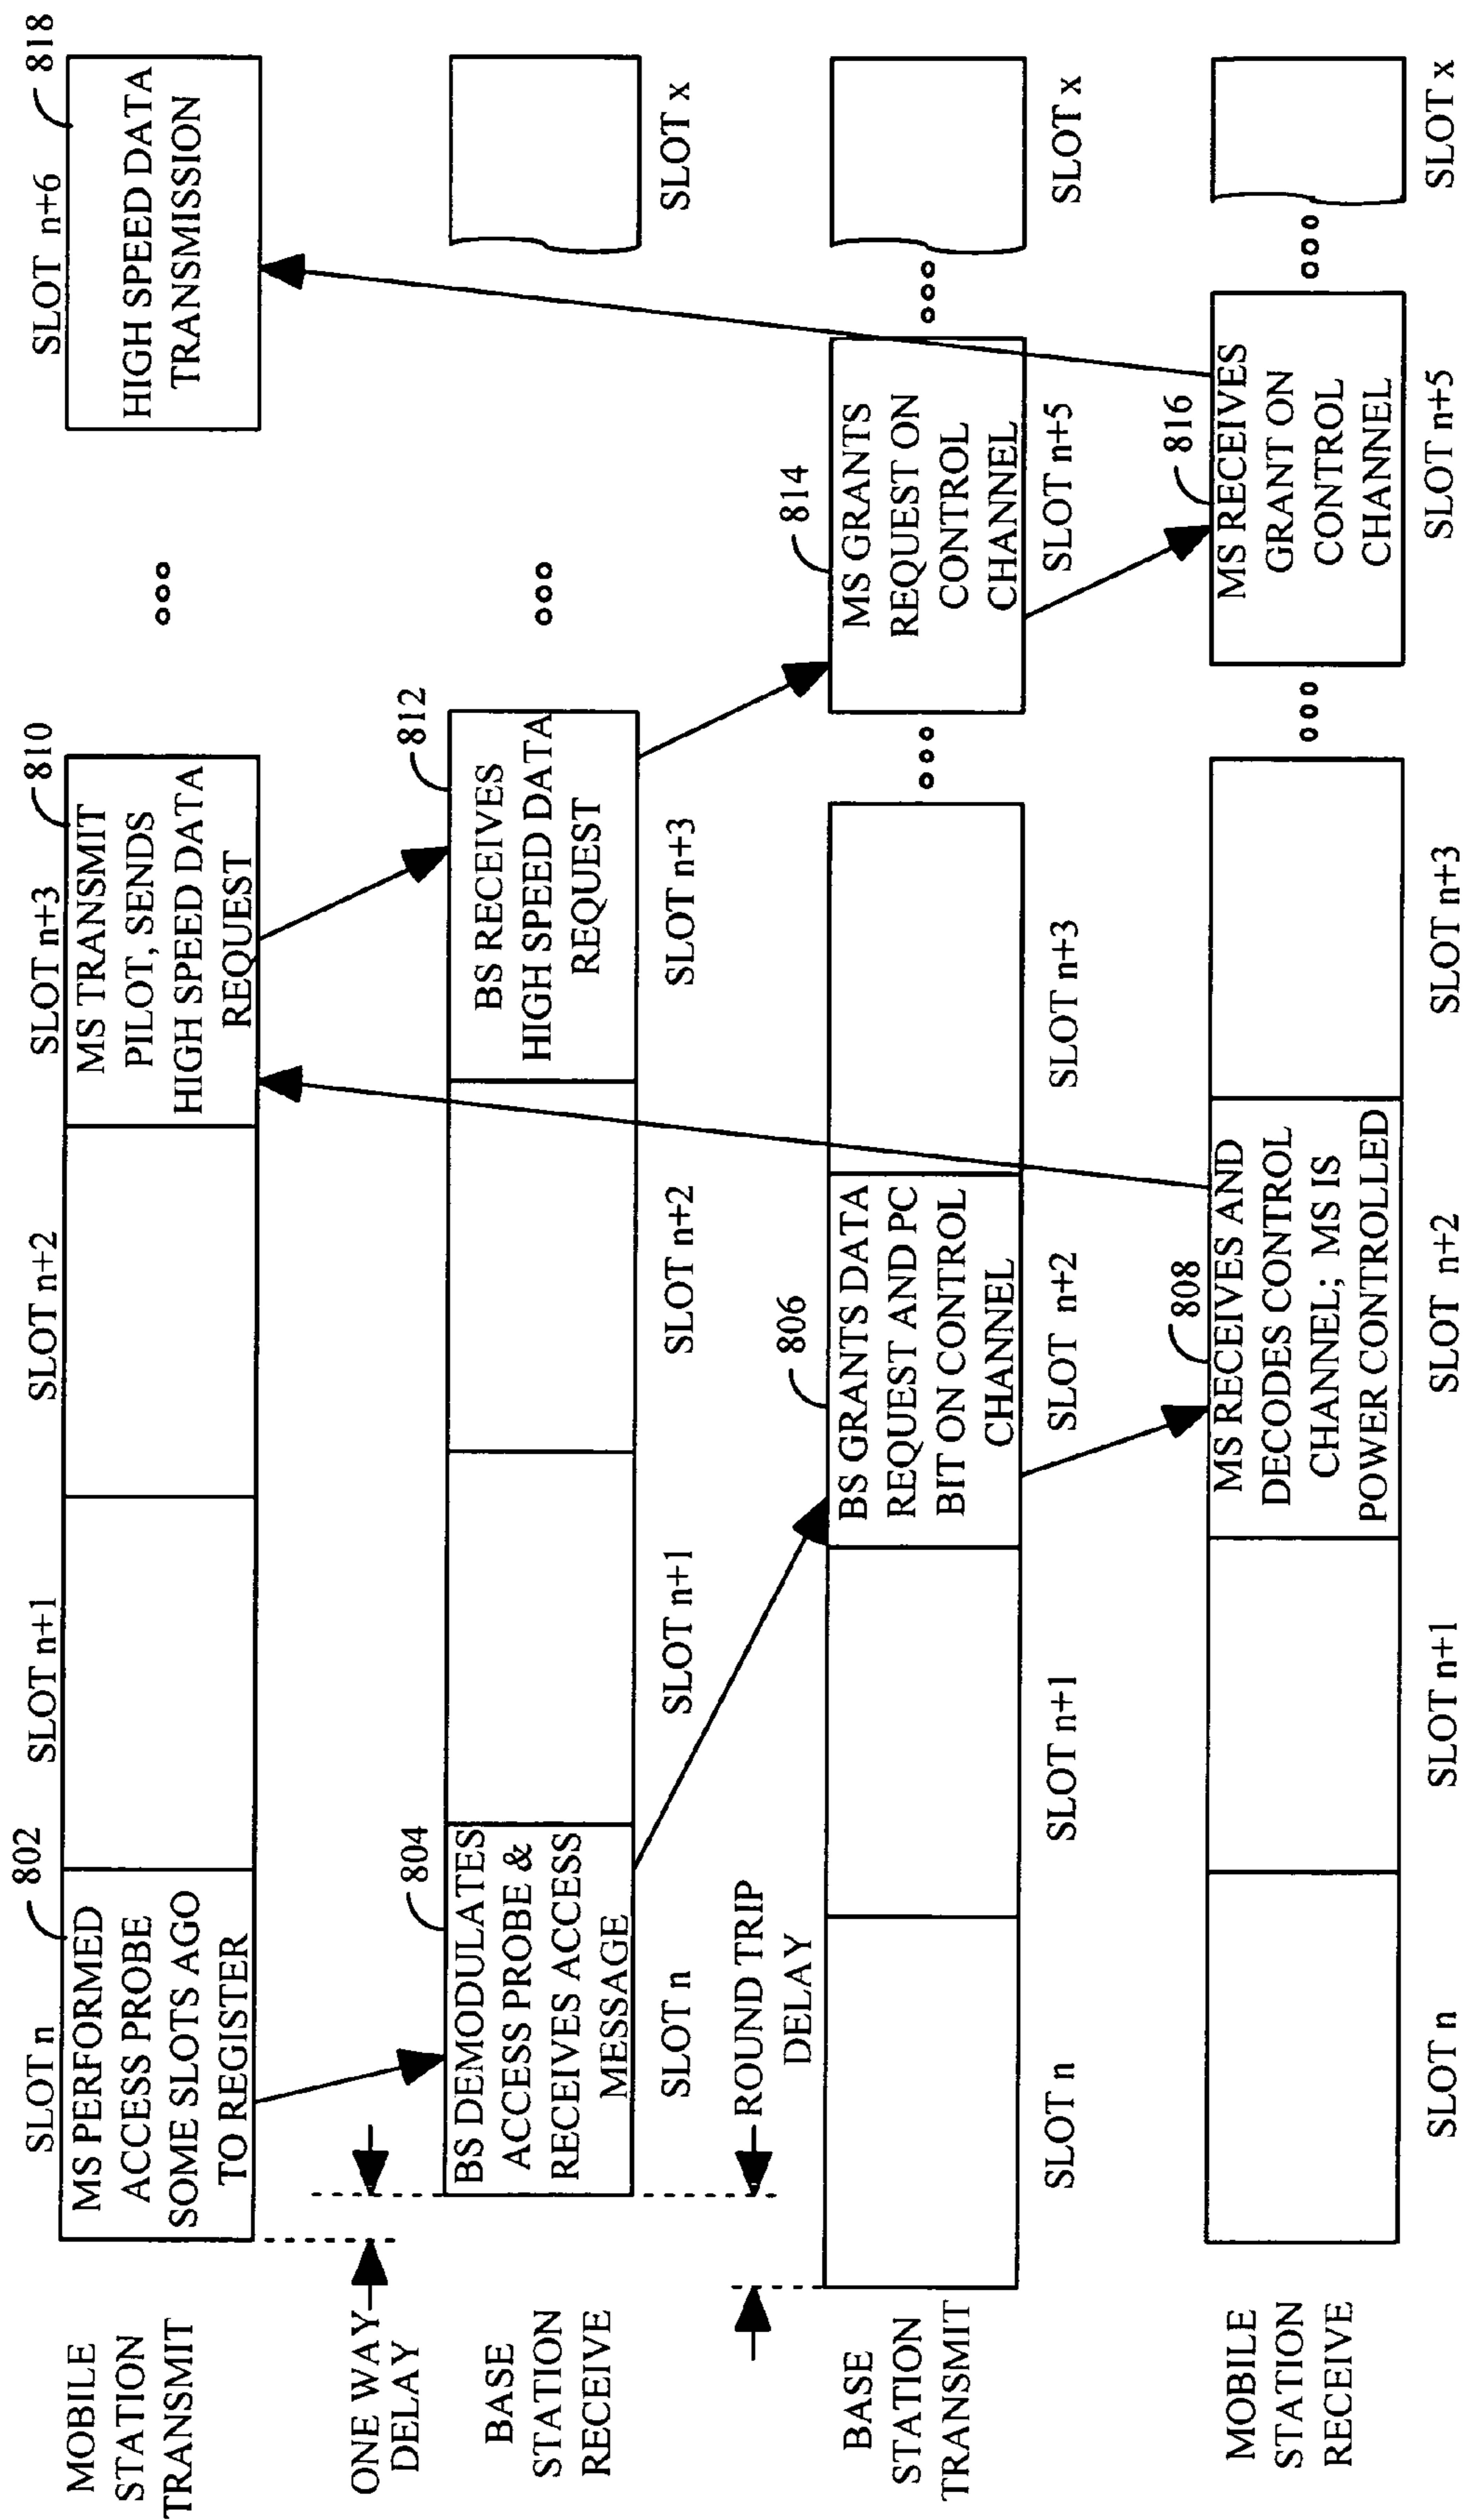 MOBILE
STATION
TRANSMIT
SLOT n
802
MS PERFORMED
ACCESS PROBE
SOME SLOTS AGO
TO REGISTER
SLOT n+1
SLOT n+2
SLOT n+3
810
MS TRANSMIT
PILOT, SENDS
HIGH SPEED DATA
REQUEST
SLOT n+6
818
HIGH SPEED DATA
TRANSMISSION
ONE WAY
DELAY
BASE
STATION
RECEIVE
804
BS DEMODULATES
ACCESS PROBE &
RECEIVES ACCESS
MESSAGE
812
BS RECEIVES
HIGH SPEED DATA
REQUEST
SLOT n
SLOT n+1
SLOT n+2
SLOT n+3
SLOT x
ROUND TRIP
DELAY
BASE
STATION
TRANSMIT
806
BS GRANTS DATA
REQUEST AND PC
BIT ON CONTROL
CHANNEL
814
MS GRANTS
REQUEST ON
CONTROL
CHANNEL
SLOT n
SLOT n+1
SLOT n+2
SLOT n+3
SLOT n+5
SLOT x
MOBILE
STATION
RECEIVE
808
MS RECEIVES AND
DECODES CONTROL
CHANNEL; MS IS
POWER CONTROLLED
816
MS RECEIVES
GRANT ON
CONTROL
CHANNEL
SLOT n
SLOT n+1
SLOT n+2
SLOT n+3
SLOT n+5
SLOT x